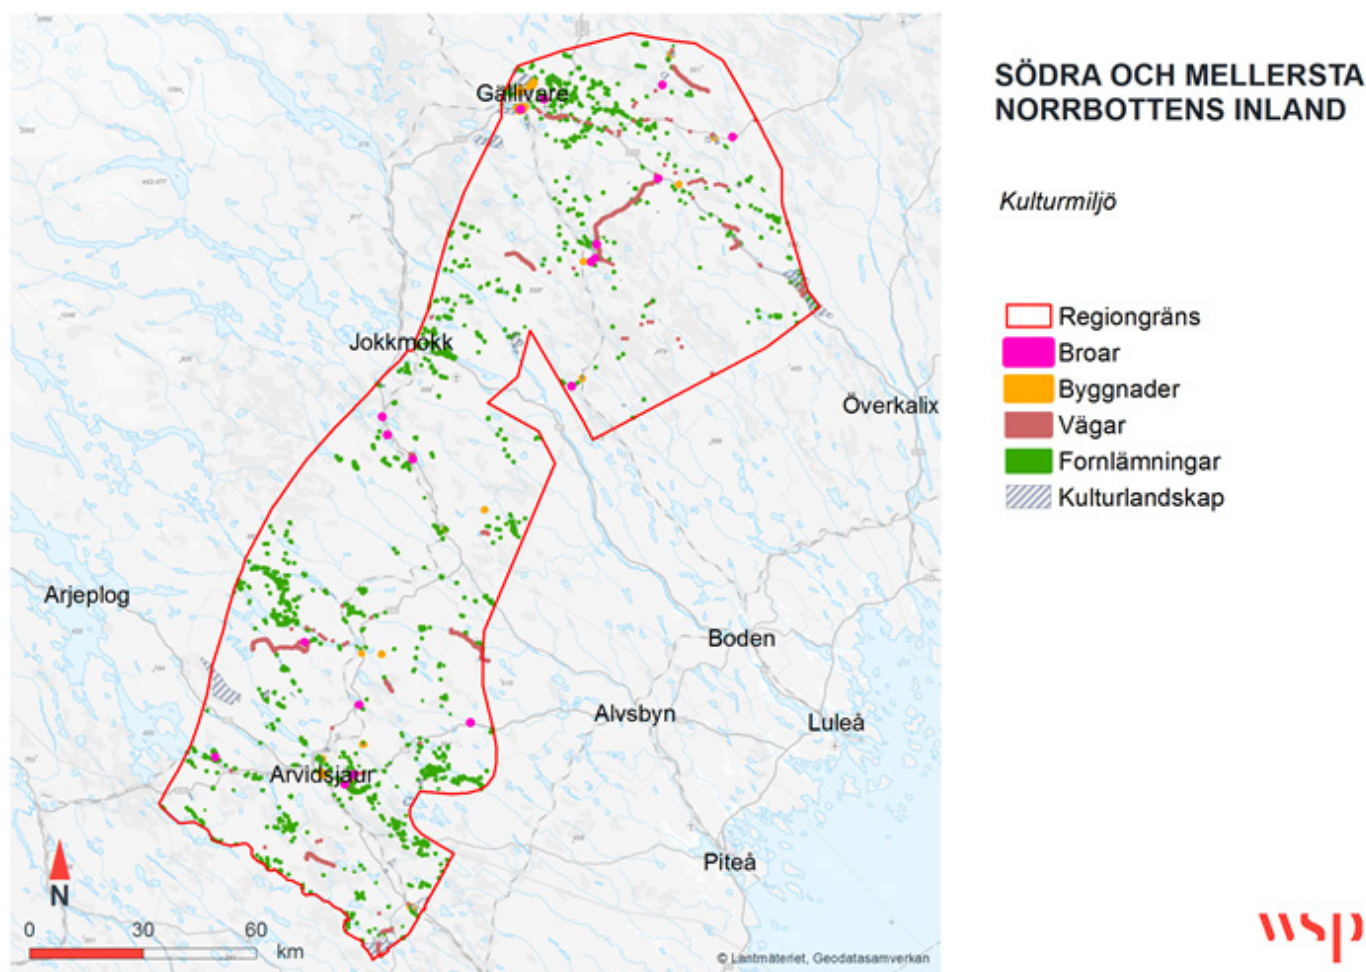 SÖDRA OCH MELLERSTA
NORRBOTTENS INLAND
Kulturmiljö
Regiongräns
Broar
Byggnader
Vägar
Fornlämningar
Kulturlandskap
Gällivare
Jokkmokk
Överkalix
Arjeplog
Boden
Alvsbyn
Luleå
Arvidsjaur
Piteå
N
0 30 60
km
© Lantmäteriet, Geodatasamverkan
wsp